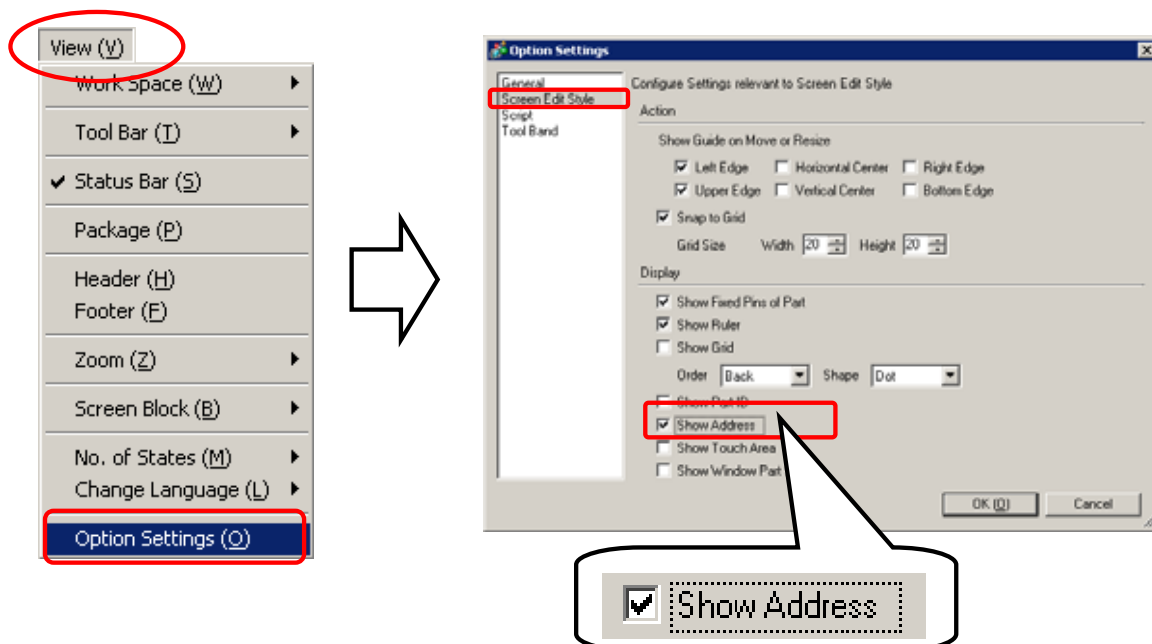 View (V)
Work Space (W)
Tool Bar (T)
Status Bar (S)
Package (P)
Header (H)
Footer (F)
Zoom (Z)
Screen Block (B)
No. of States (M)
Change Language (L)
Option Settings (O)
Option Settings
General
Screen Edit Style
Script
Tool Band
Configure Settings relevant to Screen Edit Style
Action
Show Guide on Move or Resize
Left Edge Horizontal Center Right Edge
Upper Edge Vertical Center Bottom Edge
Snap to Grid
Grid Size Width 20 Height 20
Display
Show Fixed Pins of Part
Show Ruler
Show Grid
Order Back Shape Dot
Show Part ID
Show Address
Show Touch Area
Show Window Part
OK (O) Cancel
Show Address